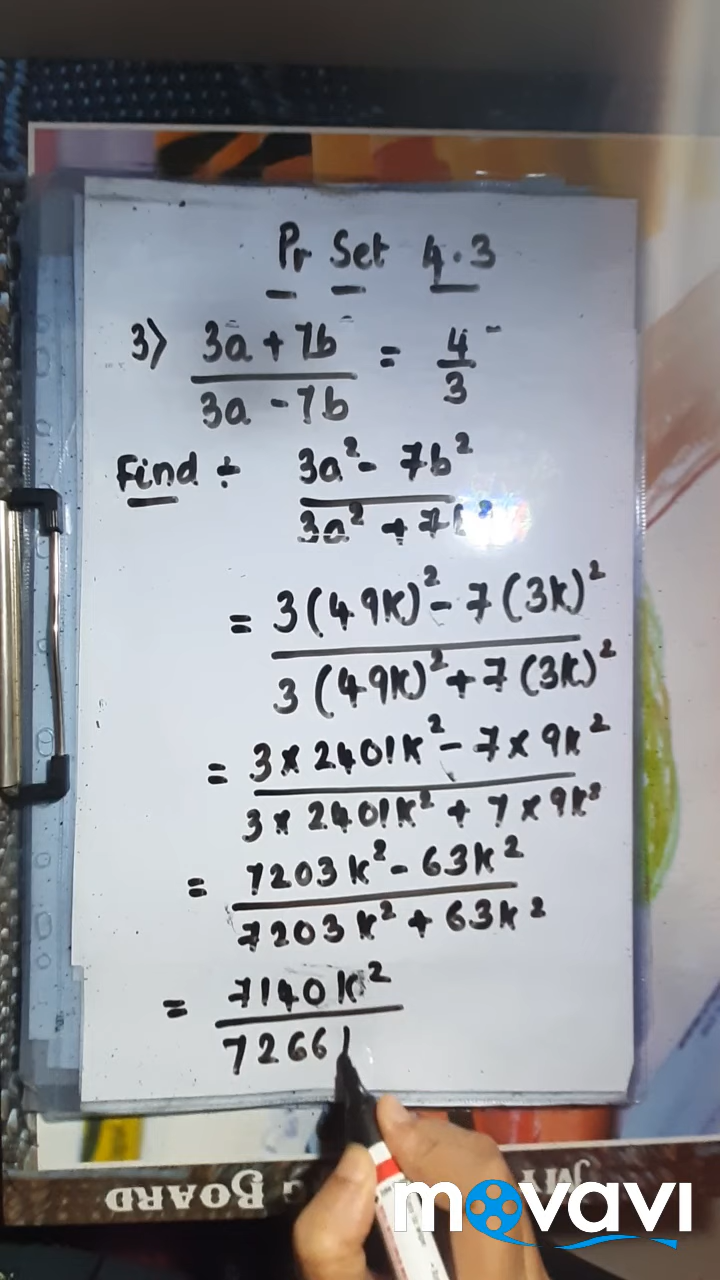 Pr Set 4.3
3) 3a + 7b / 3a - 7b = 4/3
Find ÷ 3a² - 7b² / 3a² + 7b²
= 3(49k)² - 7(3k)² / 3(49k)² + 7(3k)²
= 3 × 2401k² - 7 × 9k² / 3 × 2401k² + 7 × 9k²
= 7203k² - 63k² / 7203k² + 63k²
= 7140k² / 7266
BOARD
movavi